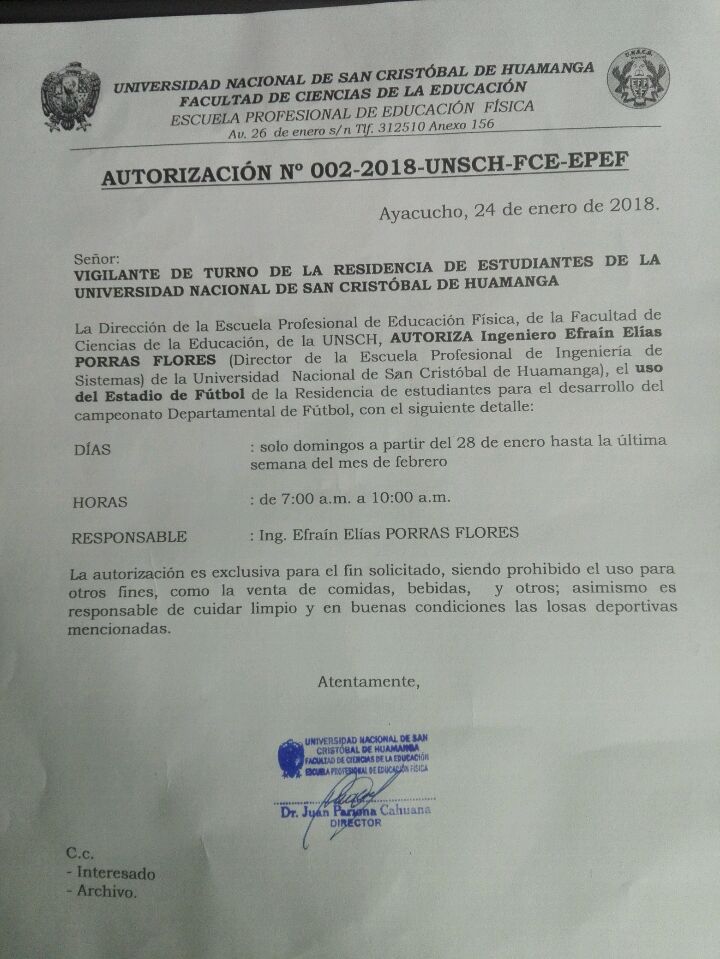 UNIVERSIDAD NACIONAL DE SAN CRISTÓBAL DE HUAMANGA
FACULTAD DE CIENCIAS DE LA EDUCACIÓN
ESCUELA PROFESIONAL DE EDUCACIÓN FÍSICA
Av. 26 de enero s/n Tlf. 312510 Anexo 156
AUTORIZACIÓN Nº 002-2018-UNSCH-FCE-EPEF
Ayacucho, 24 de enero de 2018.
Señor:
VIGILANTE DE TURNO DE LA RESIDENCIA DE ESTUDIANTES DE LA
UNIVERSIDAD NACIONAL DE SAN CRISTÓBAL DE HUAMANGA
La Dirección de la Escuela Profesional de Educación Física, de la Facultad de
Ciencias de la Educación, de la UNSCH, AUTORIZA Ingeniero Efraín Elías
PORRAS FLORES (Director de la Escuela Profesional de Ingeniería de
Sistemas) de la Universidad Nacional de San Cristóbal de Huamanga), el uso
del Estadio de Fútbol de la Residencia de estudiantes para el desarrollo del
campeonato Departamental de Fútbol, con el siguiente detalle:
DÍAS : solo domingos a partir del 28 de enero hasta la última
semana del mes de febrero
HORAS : de 7:00 a.m. a 10:00 a.m.
RESPONSABLE : Ing. Efraín Elías PORRAS FLORES
La autorización es exclusiva para el fin solicitado, siendo prohibido el uso para
otros fines, como la venta de comidas, bebidas, y otros; asimismo es
responsable de cuidar limpio y en buenas condiciones las losas deportivas
mencionadas.
Atentamente,
UNIVERSIDAD NACIONAL DE SAN
CRISTÓBAL DE HUAMANGA
FACULTAD DE CIENCIAS DE LA EDUCACIÓN
ESCUELA PROFESIONAL DE EDUCACIÓN FÍSICA
Dr. Juán Pariona Cahuana
DIRECTOR
C.c.
- Interesado
- Archivo.